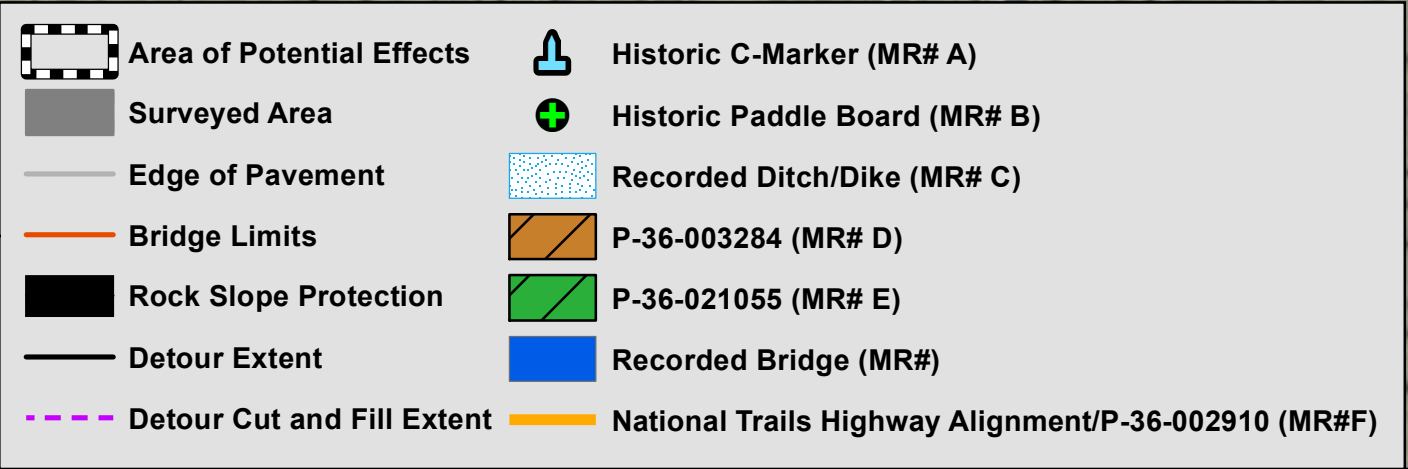 Area of Potential Effects
Surveyed Area
Edge of Pavement
Bridge Limits
Rock Slope Protection
Detour Extent
Detour Cut and Fill Extent
Historic C-Marker (MR# A)
Historic Paddle Board (MR# B)
Recorded Ditch/Dike (MR# C)
P-36-003284 (MR# D)
P-36-021055 (MR# E)
Recorded Bridge (MR#)
National Trails Highway Alignment/P-36-002910 (MR#F)